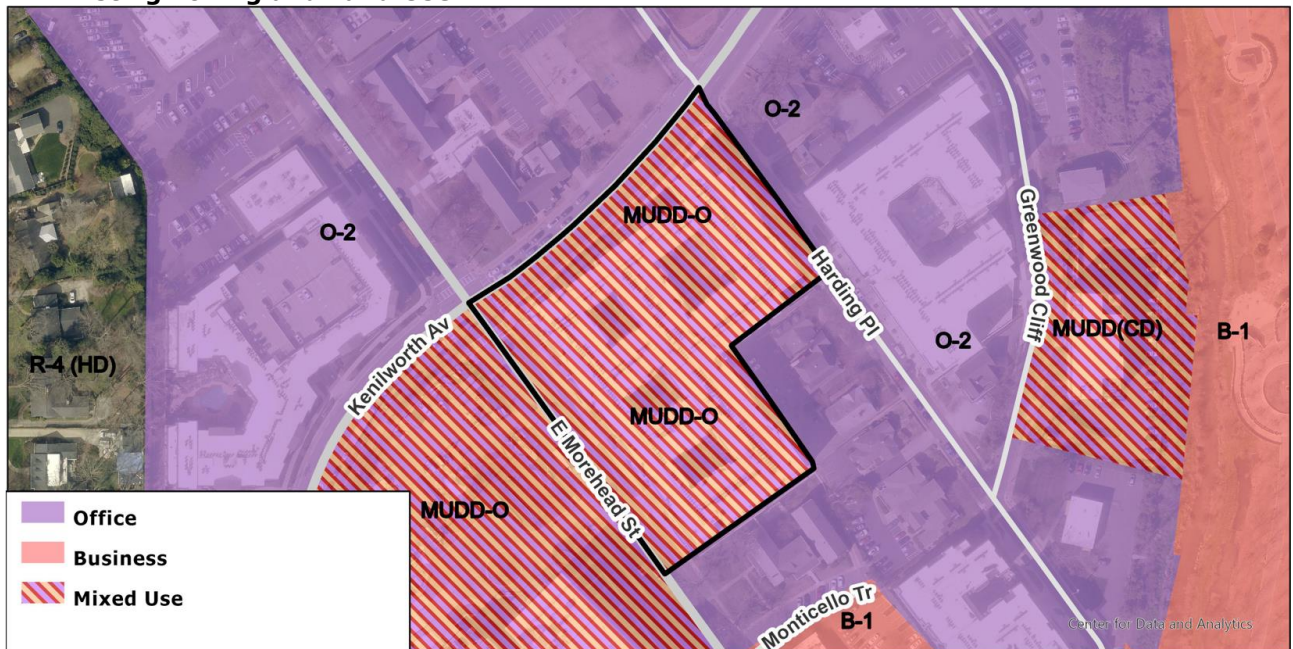 O-2
MUDD-O
O-2
Greenwood Cliff
Harding Pl
MUDD(CD)
B-1
O-2
R-4 (HD)
Kenilworth Av
MUDD-O
E Morehead St
MUDD-O
Office
Business
Mixed Use
Monticello Tr
B-1
Center for Data and Analytics